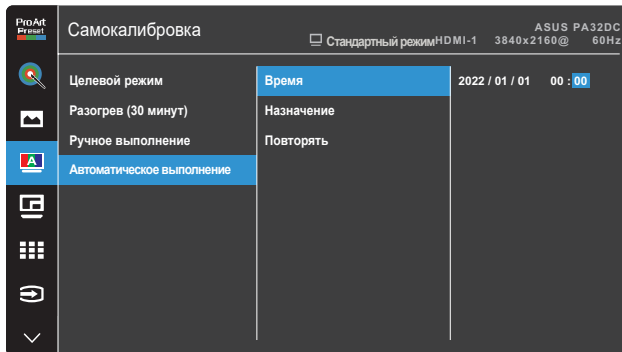 ProArt
Preset
Самокалибровка
ASUS PA32DC
Стандартный режим HDMI-1 3840x2160@ 60Hz
Целевой режим
Время
2022 / 01 / 01 00 : 00
Разогрев (30 минут)
Назначение
Ручное выполнение
Повторять
Автоматическое выполнение
A